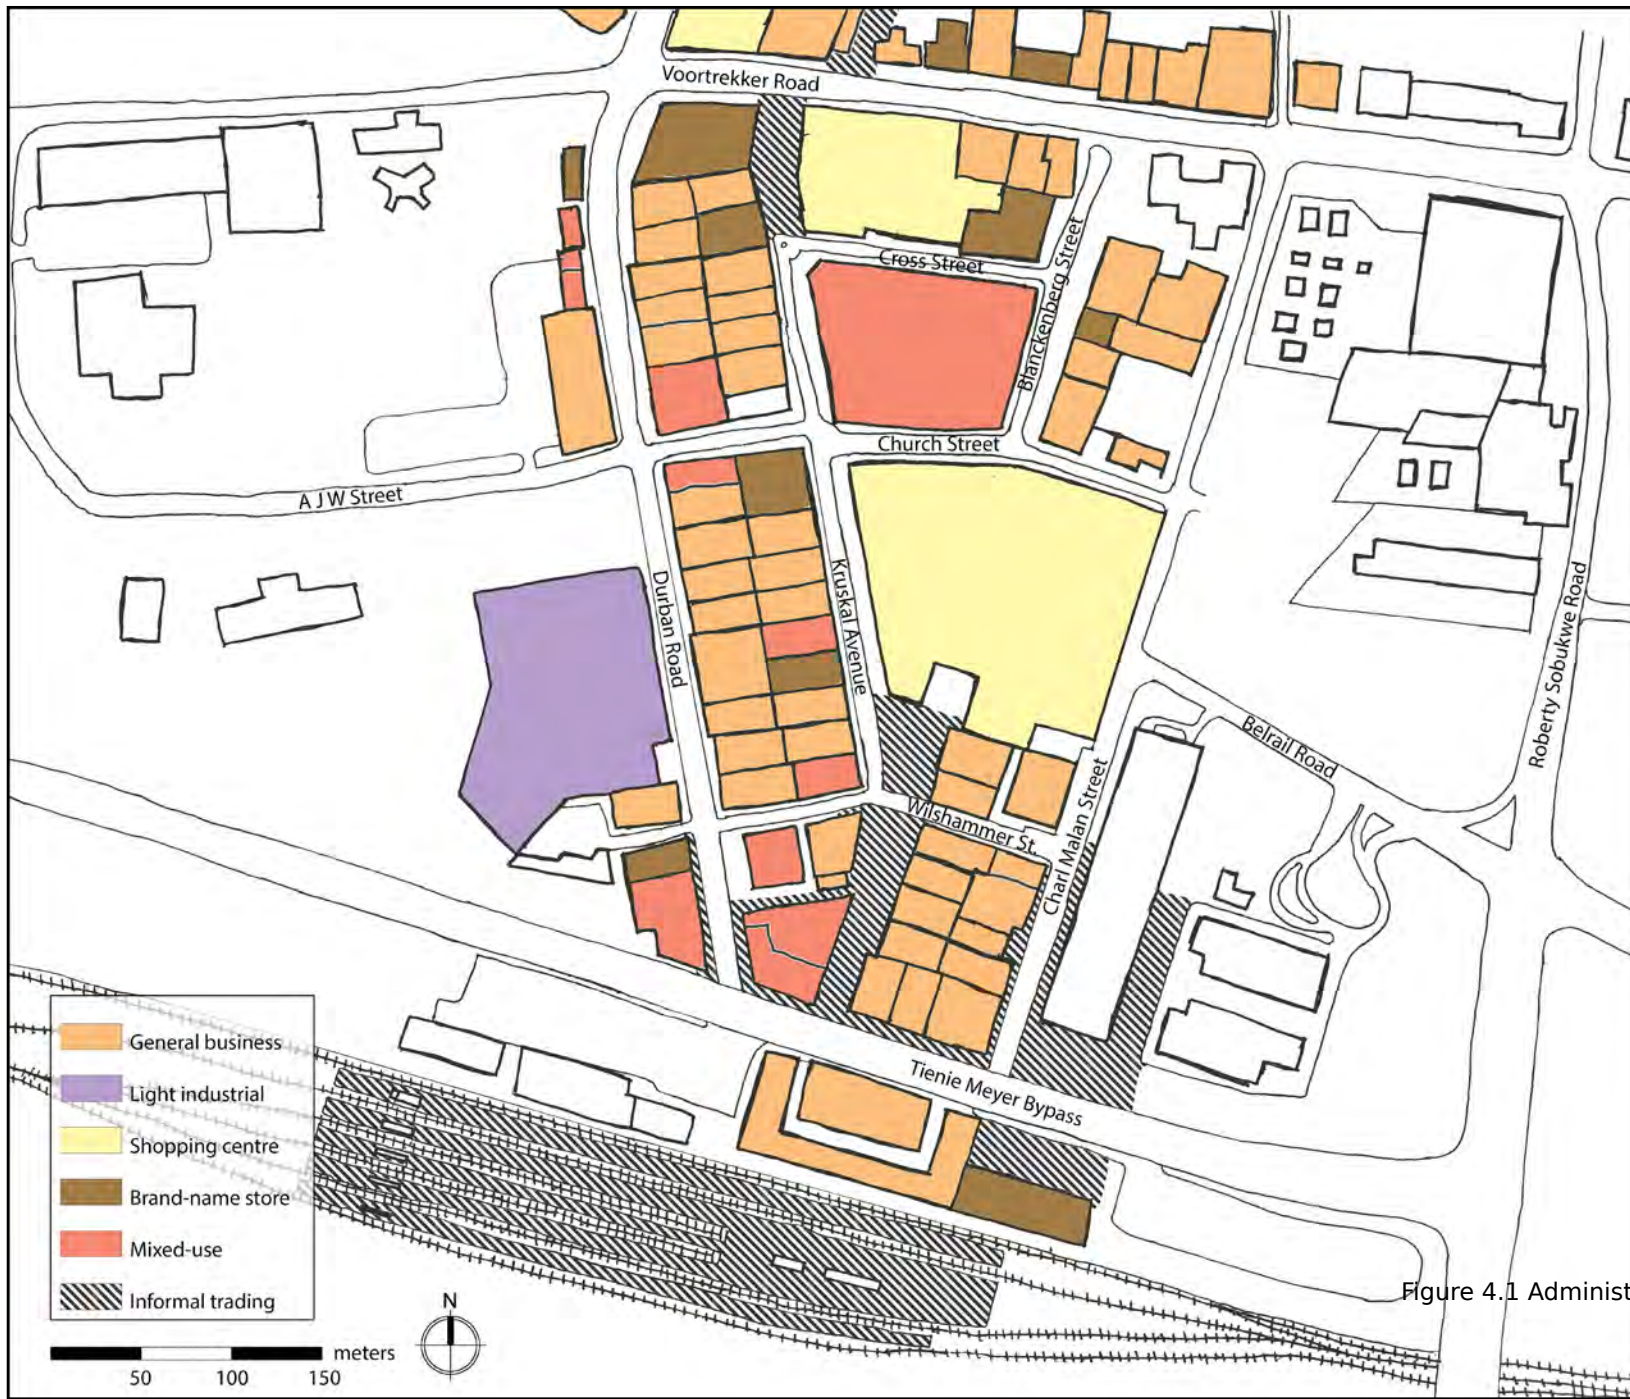 Voortrekker Road
Cross Street
Blanckenberg Street
Church Street
A J W Street
Durban Road
Kruskal Avenue
Roberty Sobukwe Road
Belrail Road
Wilshammer St.
Charl Malan Street
Tienie Meyer Bypass
General business
Light industrial
Shopping centre
Brand-name store
Mixed-use
Informal trading
N
meters
50 100 150
Figure 4.1 Administ